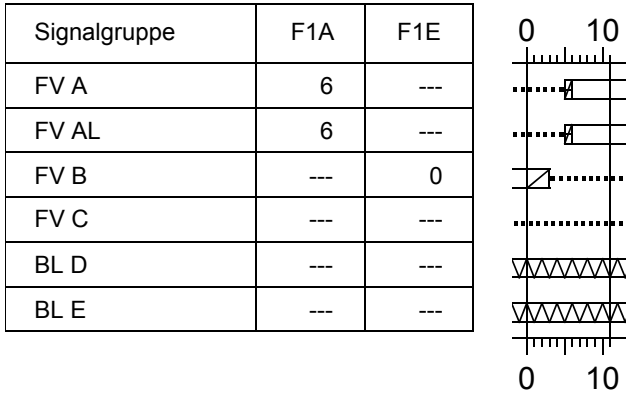 Signalgruppe F1A F1E 0 10
FV A 6 ---
FV AL 6 ---
FV B --- 0
FV C --- ---
BL D --- ---
BL E --- ---
0 10